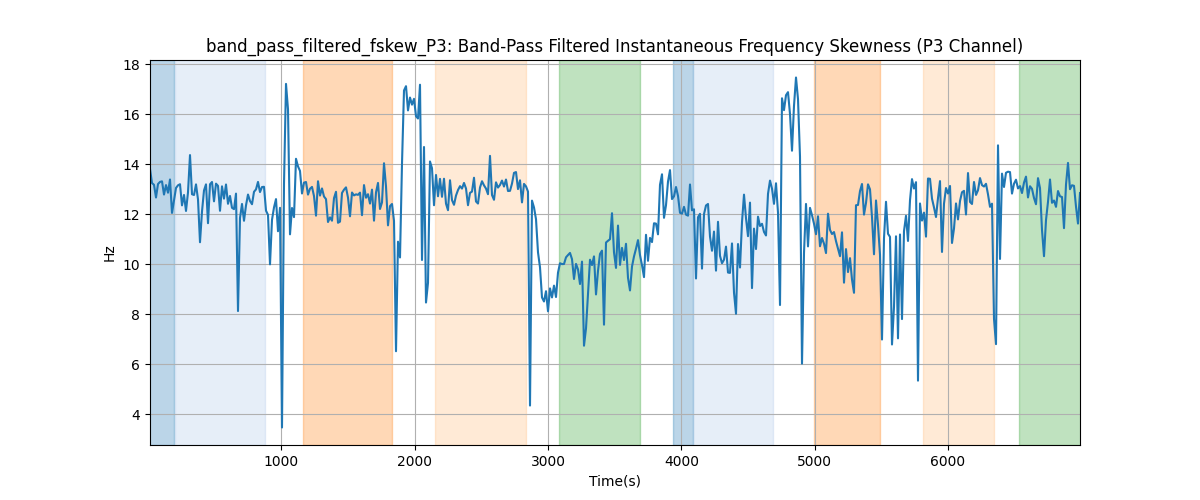 band_pass_filtered_fskew_P3: Band-Pass Filtered Instantaneous Frequency Skewness (P3 Channel)
18
16
14
12
10
8
6
4
Hz
1000 2000 3000 4000 5000 6000
Time(s)